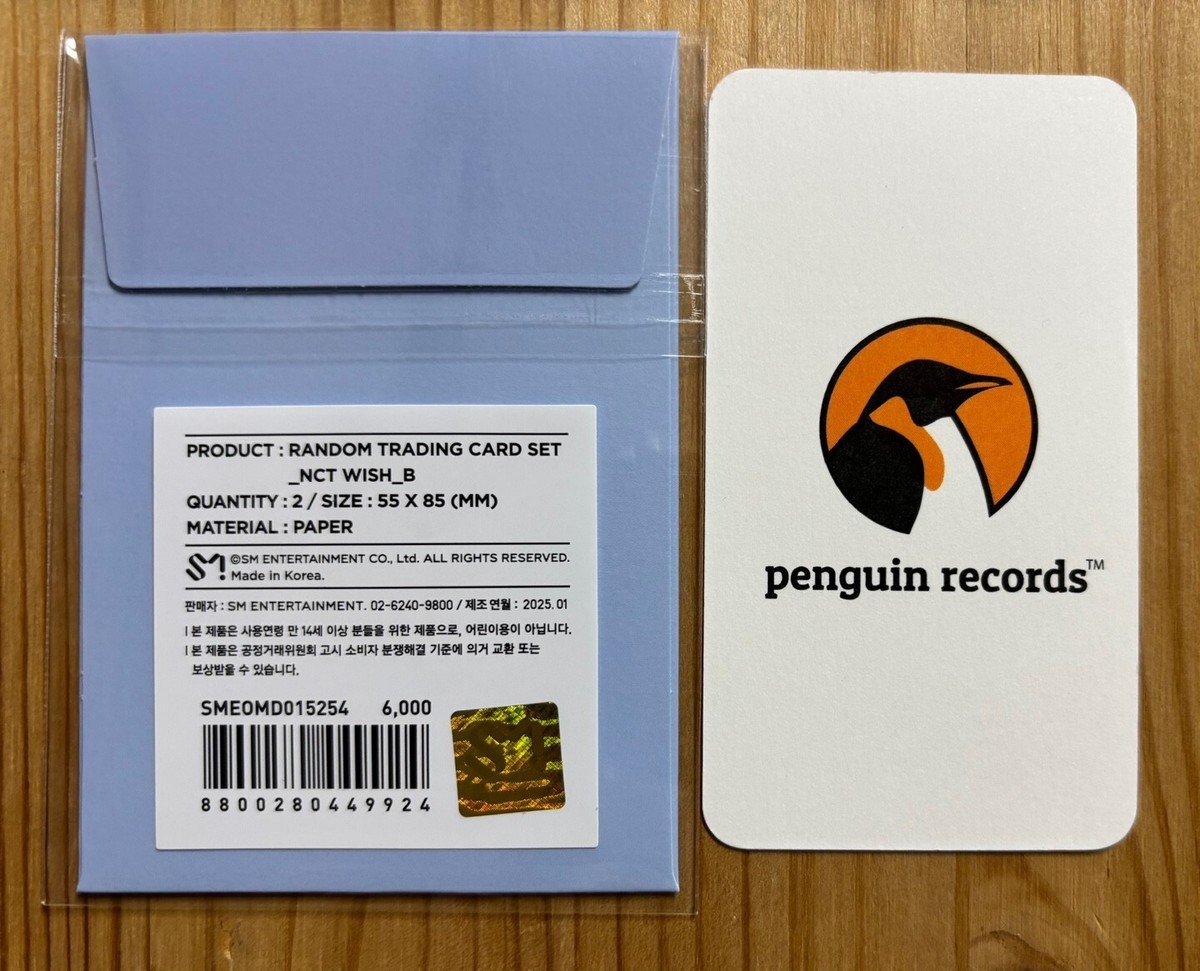 PRODUCT : RANDOM TRADING CARD SET
_NCT WISH_B
QUANTITY : 2 / SIZE : 55 X 85 (MM)
MATERIAL : PAPER
SM ©SM ENTERTAINMENT CO., Ltd. ALL RIGHTS RESERVED.
Made in Korea.
판매자 : SM ENTERTAINMENT. 02-6240-9800 / 제조 연월 : 2025. 01
l 본 제품은 사용연령 만 14세 이상 분들을 위한 제품으로, 어린이용이 아닙니다.
l 본 제품은 공정거래위원회 고시 소비자 분쟁해결 기준에 의거 교환 또는
보상받을 수 있습니다.
SMEOMD015254 6,000
8800280449924
SM
penguin records™